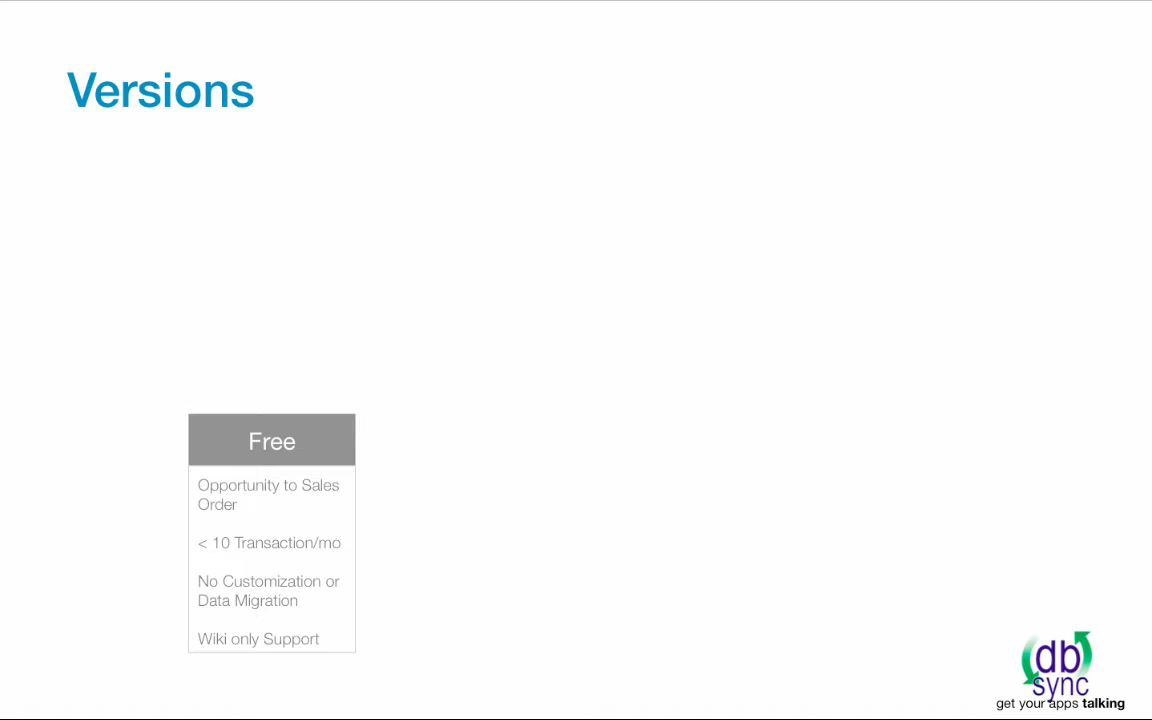 Versions
Free
Opportunity to Sales
Order
< 10 Transaction/mo
No Customization or
Data Migration
Wiki only Support
db
sync
get your apps talking